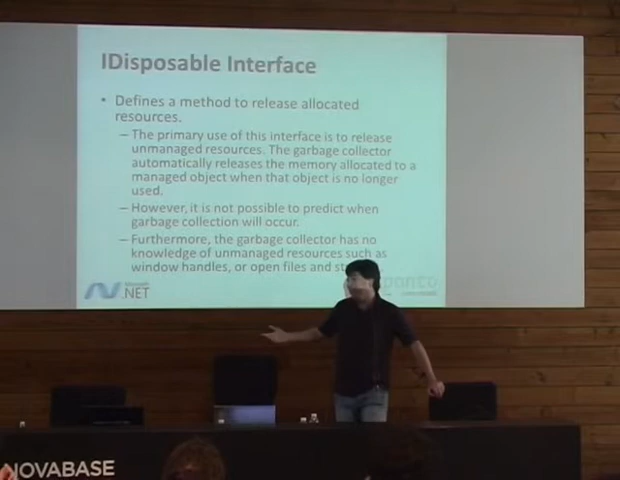 IDisposable Interface
• Defines a method to release allocated
resources.
– The primary use of this interface is to release
unmanaged resources. The garbage collector
automatically releases the memory allocated to a
managed object when that object is no longer
used.
– However, it is not possible to predict when
garbage collection will occur.
– Furthermore, the garbage collector has no
knowledge of unmanaged resources such as
window handles, or open files and
Microsoft
.NET
NOVABASE